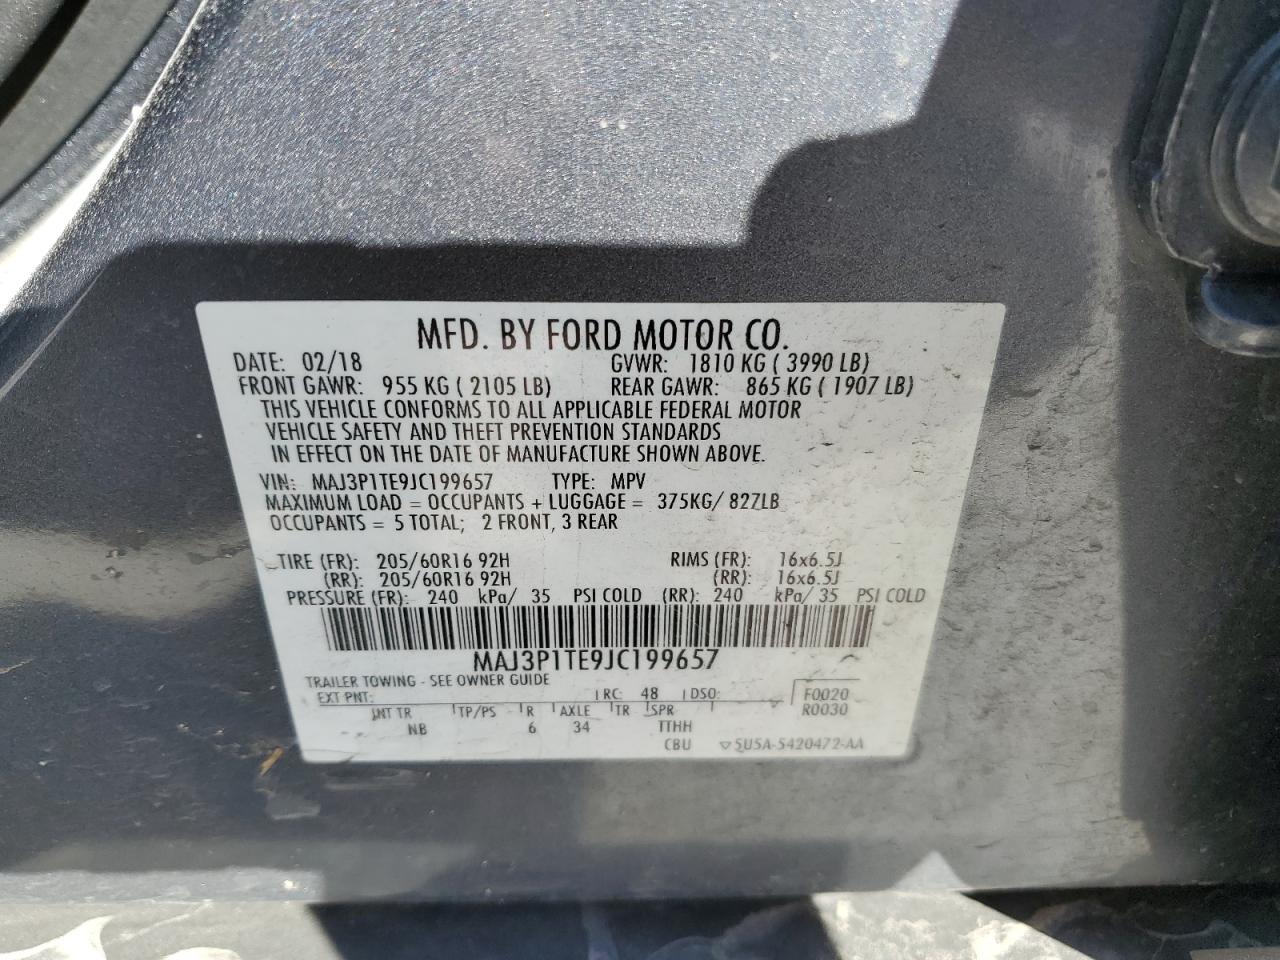 MFD. BY FORD MOTOR CO.
DATE: 02/18 GVWR: 1810 KG ( 3990 LB)
FRONT GAWR: 955 KG ( 2105 LB) REAR GAWR: 865 KG ( 1907 LB)
THIS VEHICLE CONFORMS TO ALL APPLICABLE FEDERAL MOTOR
VEHICLE SAFETY AND THEFT PREVENTION STANDARDS
IN EFFECT ON THE DATE OF MANUFACTURE SHOWN ABOVE.
VIN: MAJ3P1TE9JC199657 TYPE: MPV
MAXIMUM LOAD = OCCUPANTS + LUGGAGE = 375KG/ 827LB
OCCUPANTS = 5 TOTAL; 2 FRONT, 3 REAR
TIRE (FR): 205/60R16 92H RIMS (FR): 16x6.5J
(RR): 205/60R16 92H (RR): 16x6.5J
PRESSURE (FR): 240 kPa/ 35 PSI COLD (RR): 240 kPa/ 35 PSI COLD
MAJ3P1TE9JC199657
TRAILER TOWING - SEE OWNER GUIDE
EXT PNT: RC: 48 DSO: F0020
INT TR TP/PS R AXLE TR SPR R0030
NB 6 34 TTHH
CBU 5U5A-5420472-AA